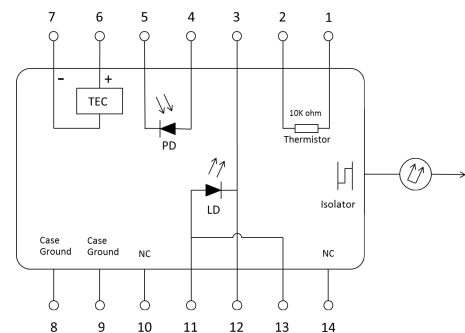 7 6 5 4 3 2 1
- +
TEC
10K ohm
Thermistor
PD
LD
Isolator
Case
Ground
Case
Ground
NC
NC
8 9 10 11 12 13 14